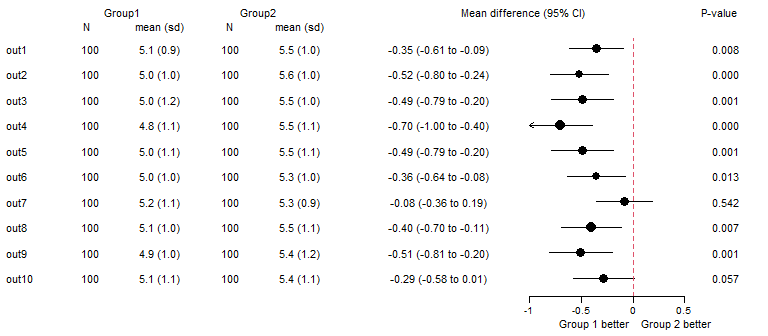 Group1 Group2 Mean difference (95% CI) P-value
N mean (sd) N mean (sd)
out1 100 5.1 (0.9) 100 5.5 (1.0) -0.35 (-0.61 to -0.09) 0.008
out2 100 5.0 (1.0) 100 5.6 (1.0) -0.52 (-0.80 to -0.24) 0.000
out3 100 5.0 (1.2) 100 5.5 (1.0) -0.49 (-0.79 to -0.20) 0.001
out4 100 4.8 (1.1) 100 5.5 (1.1) -0.70 (-1.00 to -0.40) 0.000
out5 100 5.0 (1.1) 100 5.5 (1.1) -0.49 (-0.79 to -0.20) 0.001
out6 100 5.0 (1.0) 100 5.3 (1.0) -0.36 (-0.64 to -0.08) 0.013
out7 100 5.2 (1.1) 100 5.3 (0.9) -0.08 (-0.36 to 0.19) 0.542
out8 100 5.1 (1.0) 100 5.5 (1.1) -0.40 (-0.70 to -0.11) 0.007
out9 100 4.9 (1.0) 100 5.4 (1.2) -0.51 (-0.81 to -0.20) 0.001
out10 100 5.1 (1.1) 100 5.4 (1.1) -0.29 (-0.58 to 0.01) 0.057
-1 -0.5 0 0.5
Group 1 better Group 2 better